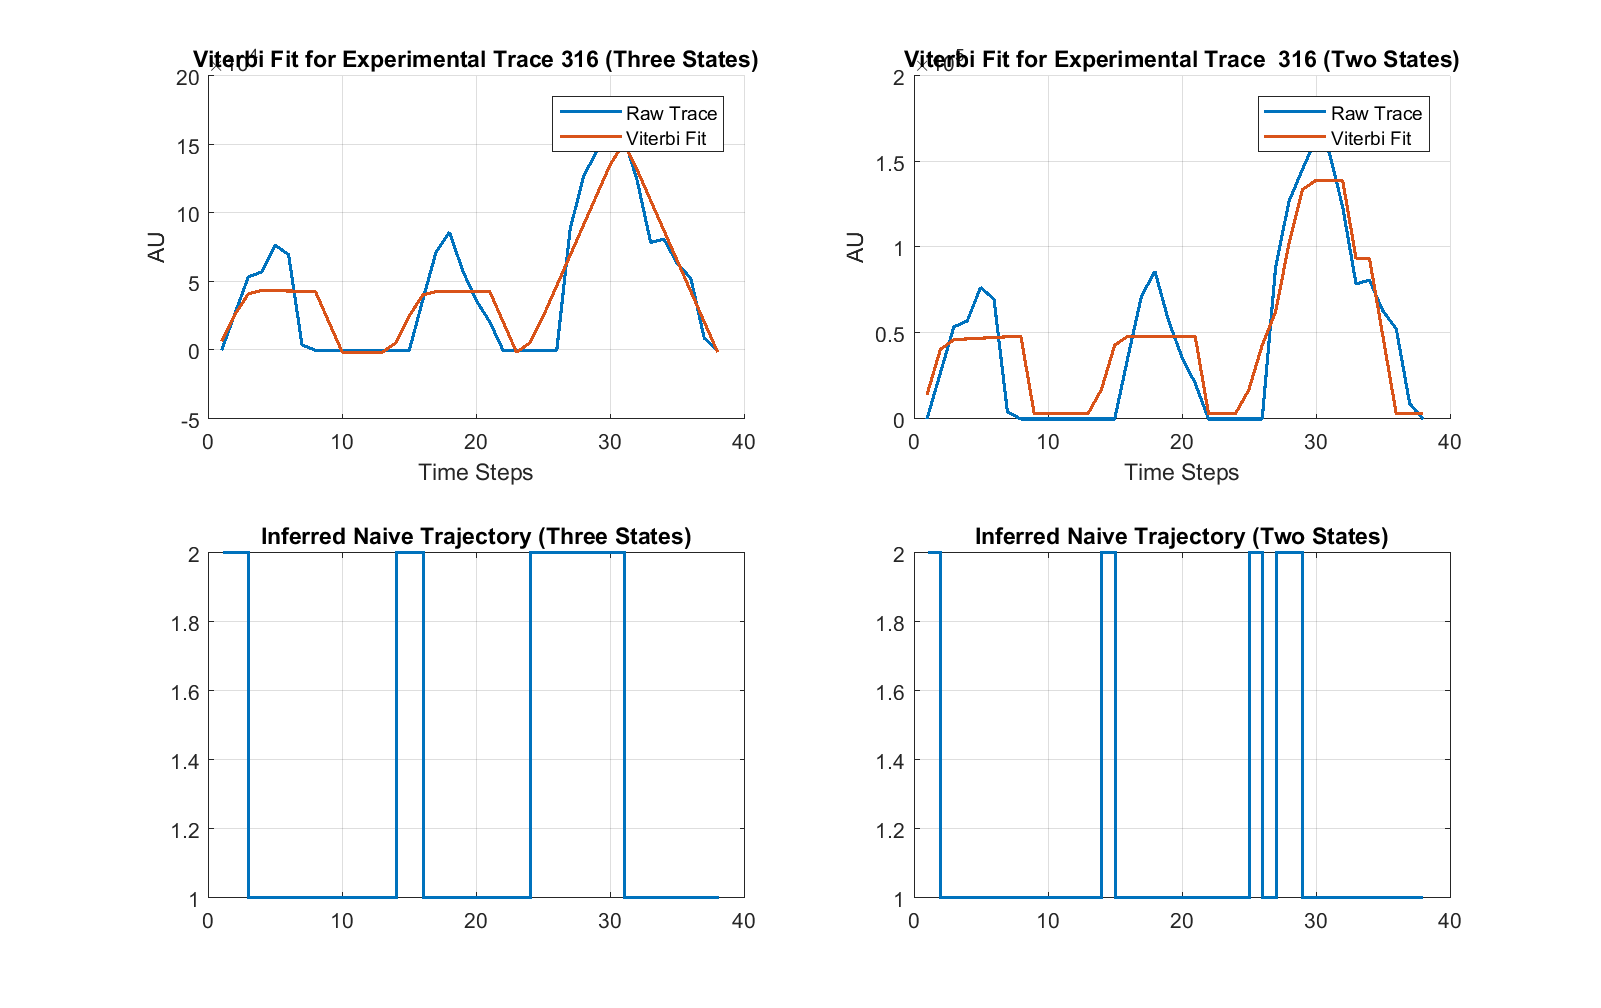 Viterbi Fit for Experimental Trace 316 (Three States)
×10⁴
20
15
10
5
0
-5
AU
Raw Trace
Viterbi Fit
0 10 20 30 40
Time Steps
Viterbi Fit for Experimental Trace  316 (Two States)
×10⁵
2
1.5
1
0.5
0
AU
Raw Trace
Viterbi Fit
0 10 20 30 40
Time Steps
Inferred Naive Trajectory (Three States)
2
1.8
1.6
1.4
1.2
1
0 10 20 30 40
Inferred Naive Trajectory (Two States)
2
1.8
1.6
1.4
1.2
1
0 10 20 30 40